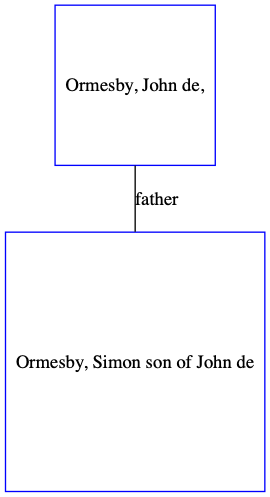 Ormesby, John de,
father
Ormesby, Simon son of John de